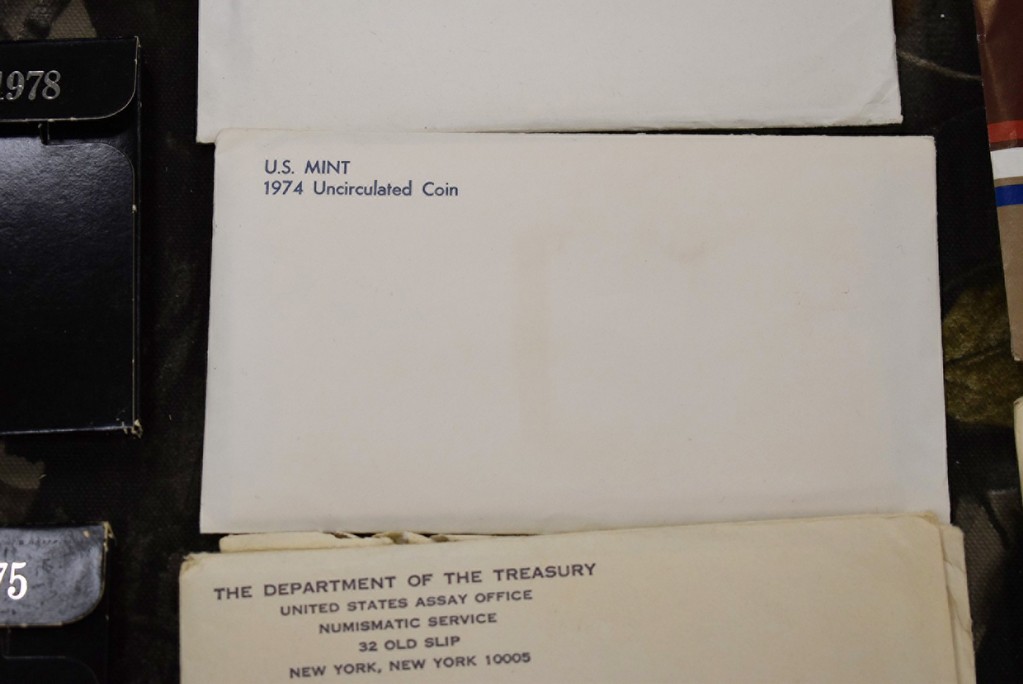 1978
U.S. MINT
1974 Uncirculated Coin
75
THE DEPARTMENT OF THE TREASURY
UNITED STATES ASSAY OFFICE
NUMISMATIC SERVICE
32 OLD SLIP
NEW YORK, NEW YORK 10005